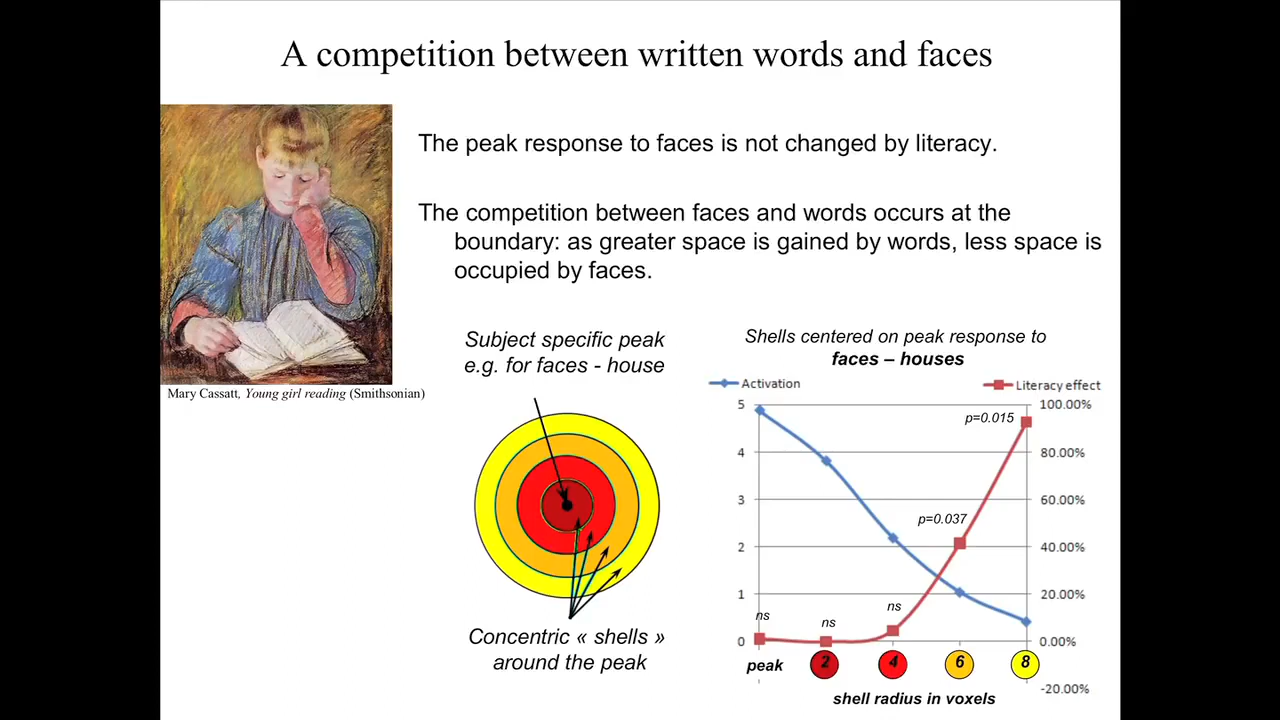 A competition between written words and faces
The peak response to faces is not changed by literacy.
The competition between faces and words occurs at the
boundary: as greater space is gained by words, less space is
occupied by faces.
Mary Cassatt, Young girl reading (Smithsonian)
Subject specific peak
e.g. for faces - house
Concentric « shells »
around the peak
Shells centered on peak response to
faces – houses
Activation
Literacy effect
5
4
3
2
1
0
100.00%
80.00%
60.00%
40.00%
20.00%
0.00%
-20.00%
ns
ns
ns
p=0.037
p=0.015
peak 2 4 6 8
shell radius in voxels